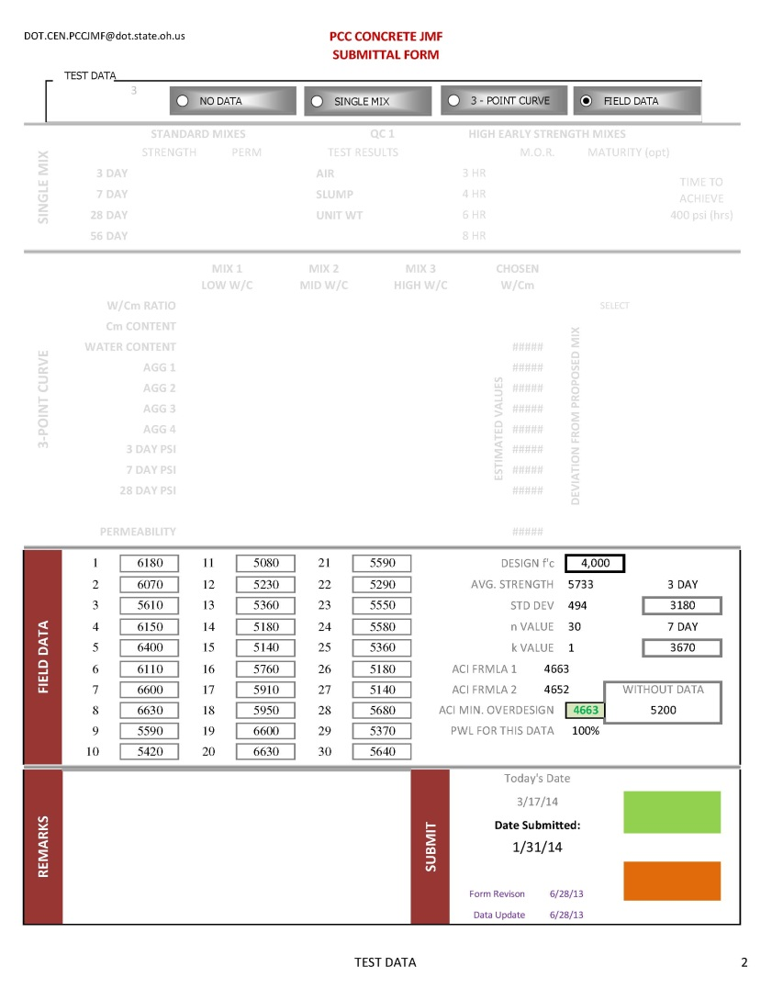 DOT.CEN.PCCJMF@dot.state.oh.us
PCC CONCRETE JMF
SUBMITTAL FORM
TEST DATA
3
NO DATA SINGLE MIX 3 - POINT CURVE FIELD DATA
SINGLE MIX
STANDARD MIXES QC 1 HIGH EARLY STRENGTH MIXES
STRENGTH PERM TEST RESULTS M.O.R. MATURITY (opt)
3 DAY AIR 3 HR TIME TO
7 DAY SLUMP 4 HR ACHIEVE
28 DAY UNIT WT 6 HR 400 psi (hrs)
56 DAY 8 HR
3-POINT CURVE
MIX 1 MIX 2 MIX 3 CHOSEN
LOW W/C MID W/C HIGH W/C W/Cm
W/Cm RATIO SELECT
Cm CONTENT
WATER CONTENT #####
AGG 1 #####
AGG 2 #####
AGG 3 #####
AGG 4 #####
3 DAY PSI #####
7 DAY PSI #####
28 DAY PSI #####
ESTIMATED VALUES
DEVIATION FROM PROPOSED MIX
PERMEABILITY #####
FIELD DATA
1 6180 11 5080 21 5590 DESIGN f'c 4,000
2 6070 12 5230 22 5290 AVG. STRENGTH 5733 3 DAY
3 5610 13 5360 23 5550 STD DEV 494 3180
4 6150 14 5180 24 5580 n VALUE 30 7 DAY
5 6400 15 5140 25 5360 k VALUE 1 3670
6 6110 16 5760 26 5180 ACI FRMLA 1 4663
7 6600 17 5910 27 5140 ACI FRMLA 2 4652 WITHOUT DATA
8 6630 18 5950 28 5680 ACI MIN. OVERDESIGN 4663 5200
9 5590 19 6600 29 5370 PWL FOR THIS DATA 100%
10 5420 20 6630 30 5640
REMARKS
SUBMIT
Today's Date
3/17/14
Date Submitted:
1/31/14
Form Revison 6/28/13
Data Update 6/28/13
TEST DATA 2